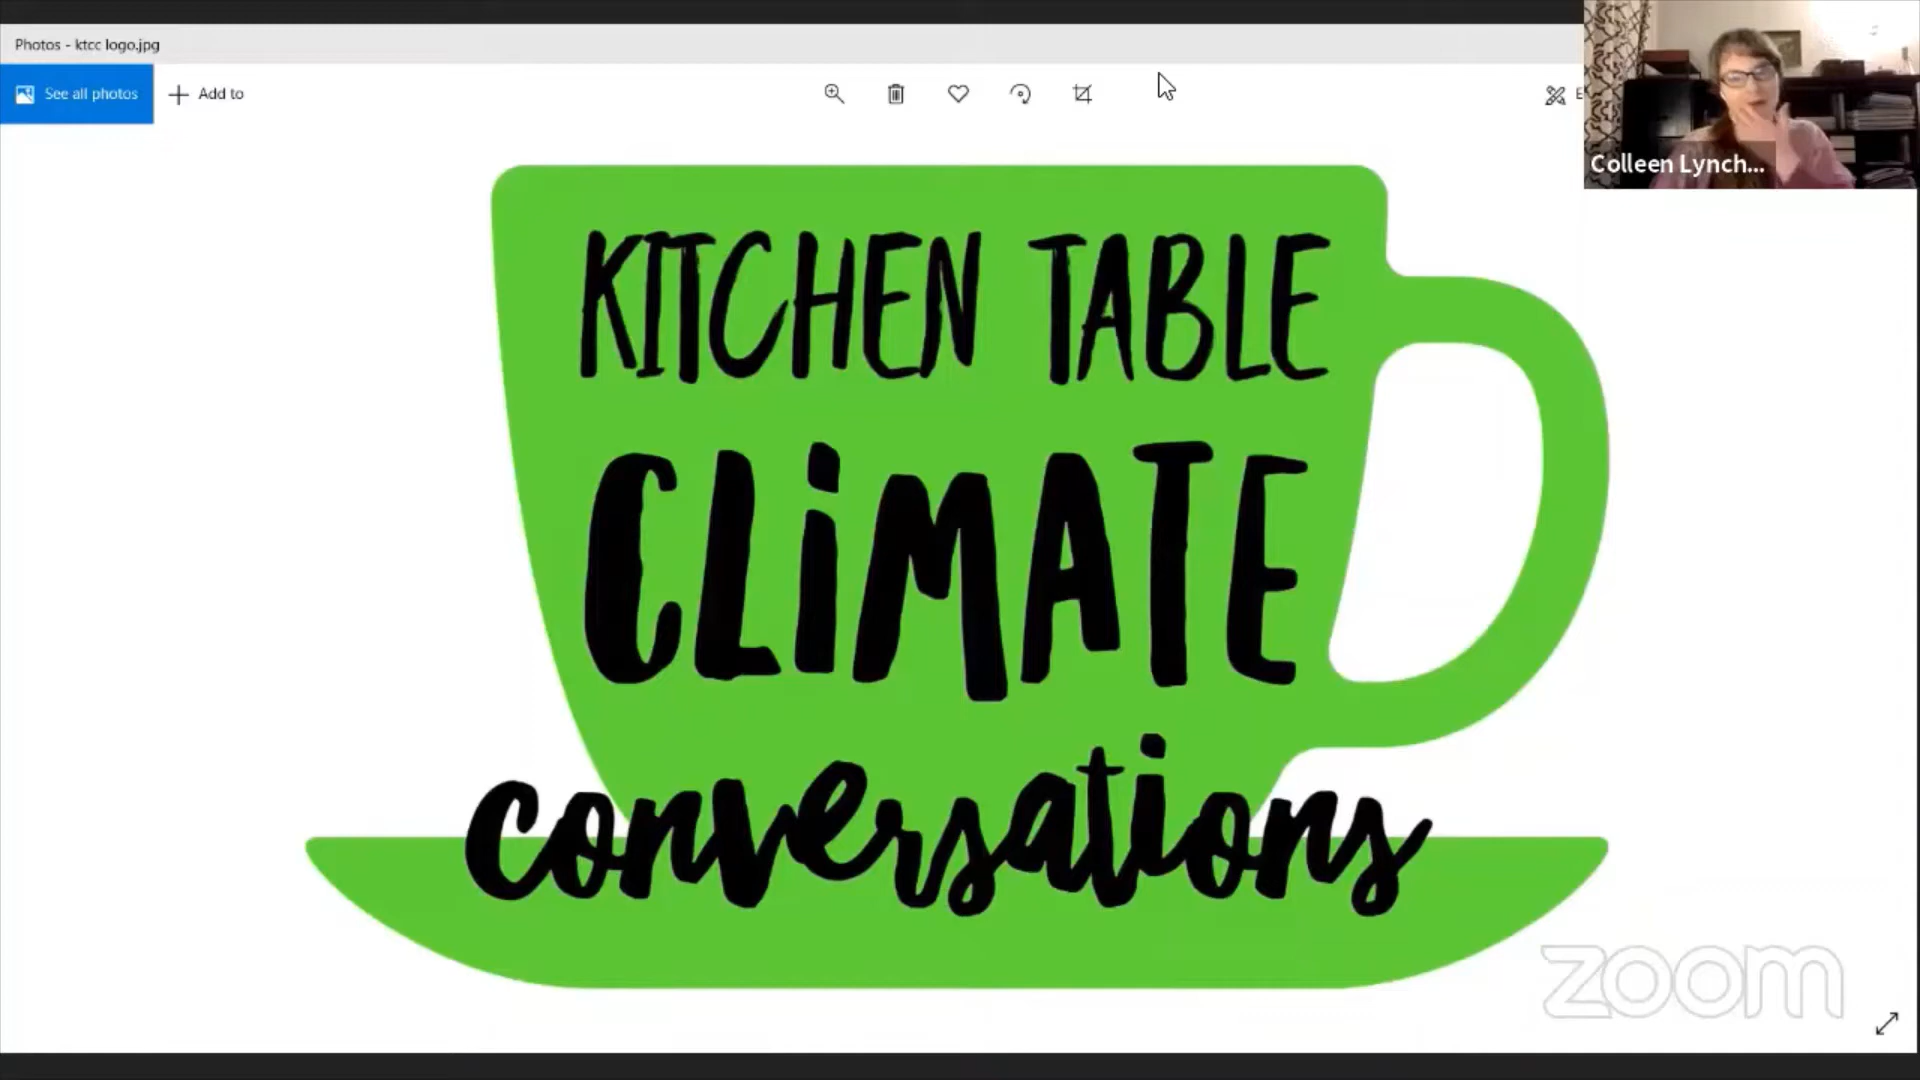 Photos - ktcc logo.jpg
See all photos
Add to
Colleen Lynch...
KITCHEN TABLE
CLiMATE
conversations
zoom